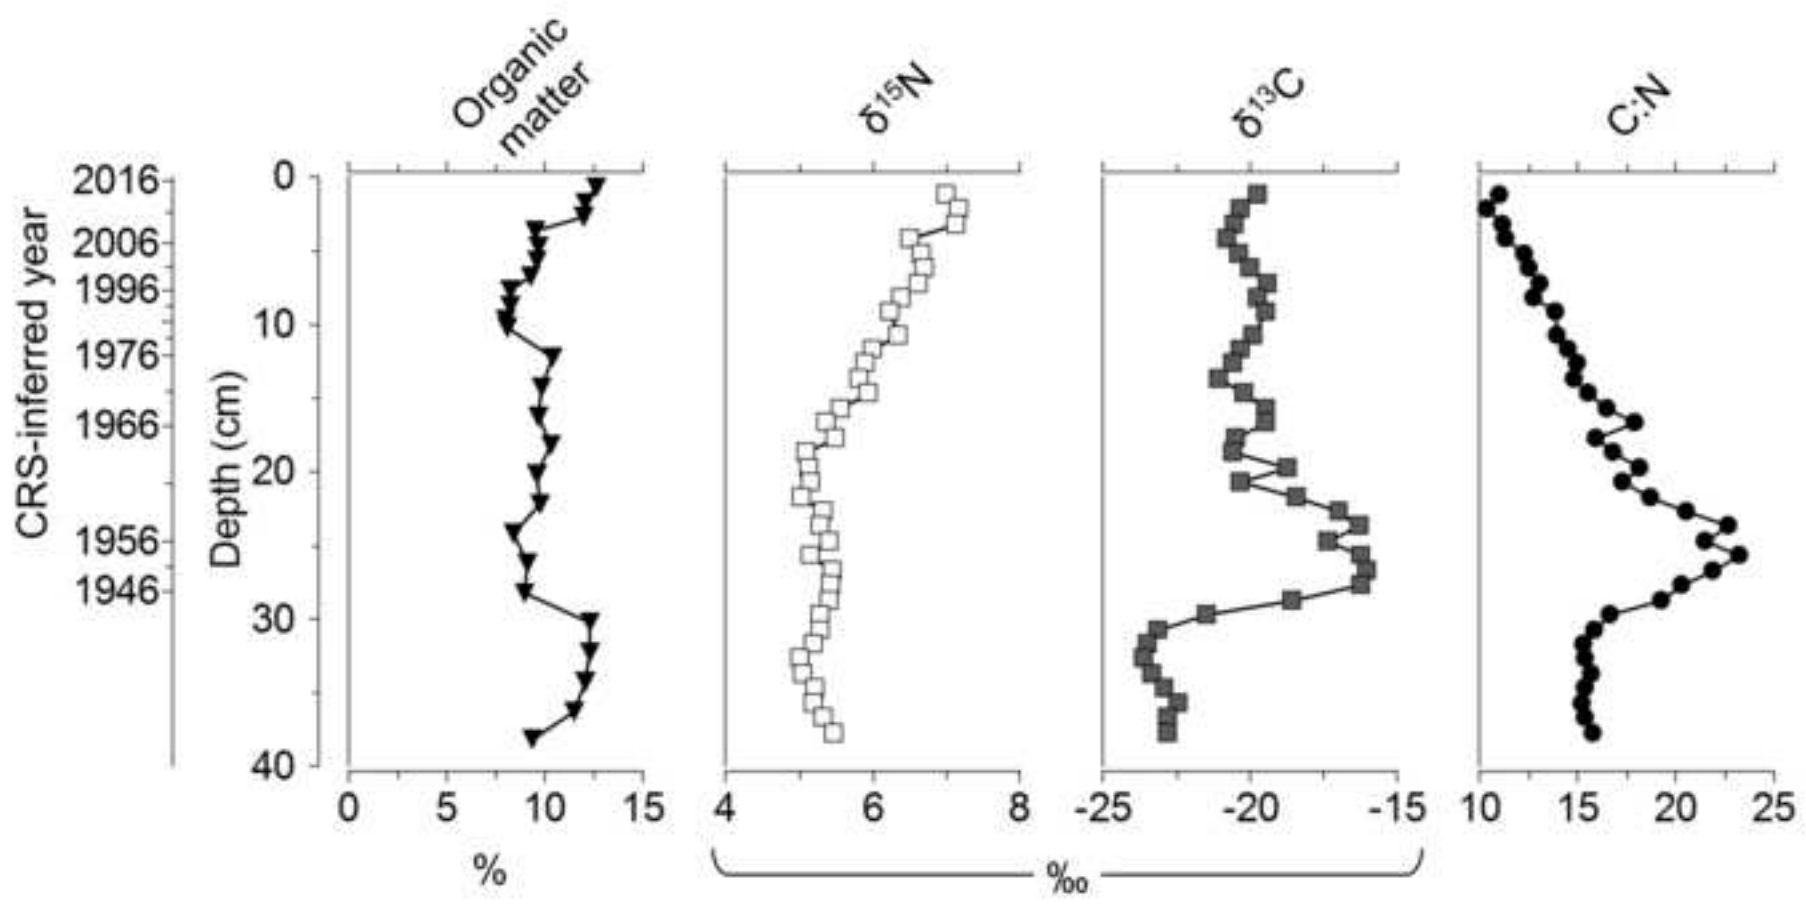 Organic
matter
δ¹⁵N
δ¹³C
C:N
CRS-inferred year
2016
2006
1996
1976
1966
1956
1946
Depth (cm)
0
10
20
30
40
0 5 10 15
4 6 8
-25 -20 -15
10 15 20 25
%
‰